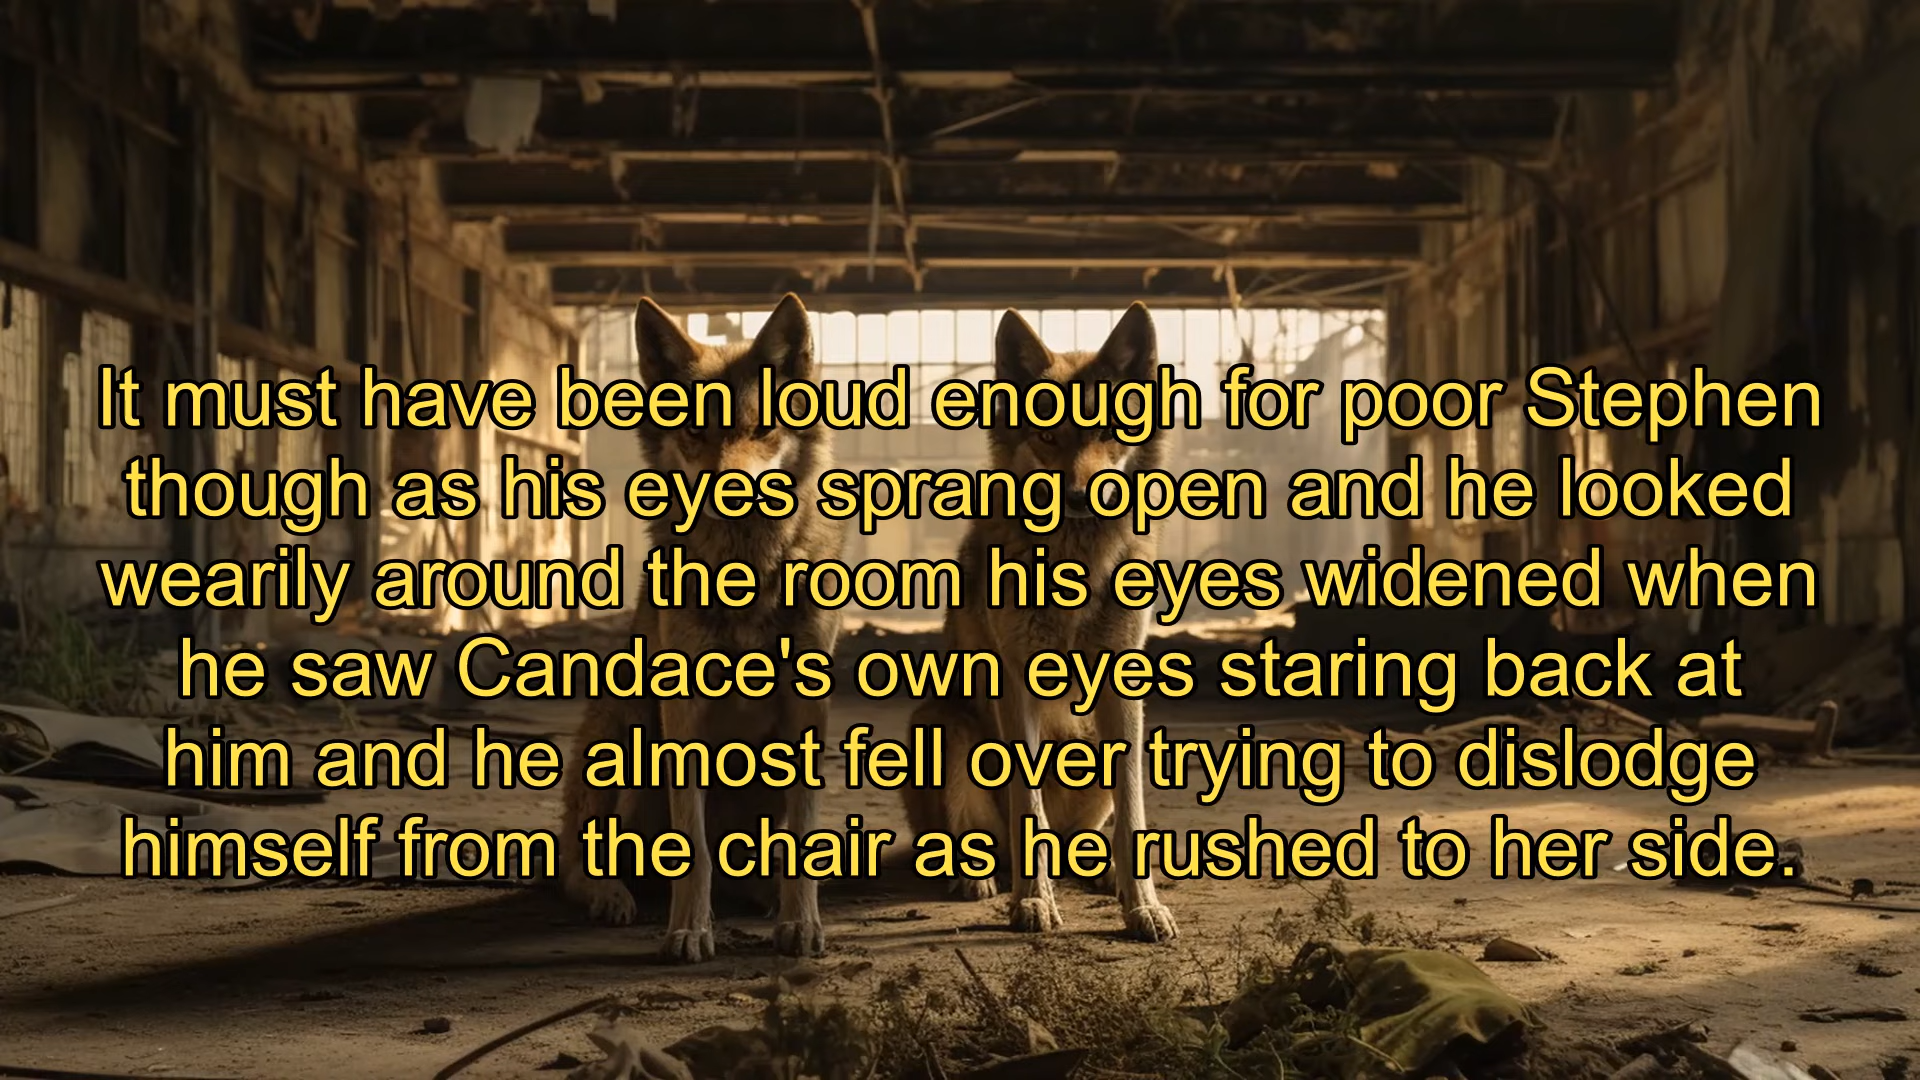 It must have been loud enough for poor Stephen
though as his eyes sprang open and he looked
wearily around the room his eyes widened when
he saw Candace's own eyes staring back at
him and he almost fell over trying to dislodge
himself from the chair as he rushed to her side.